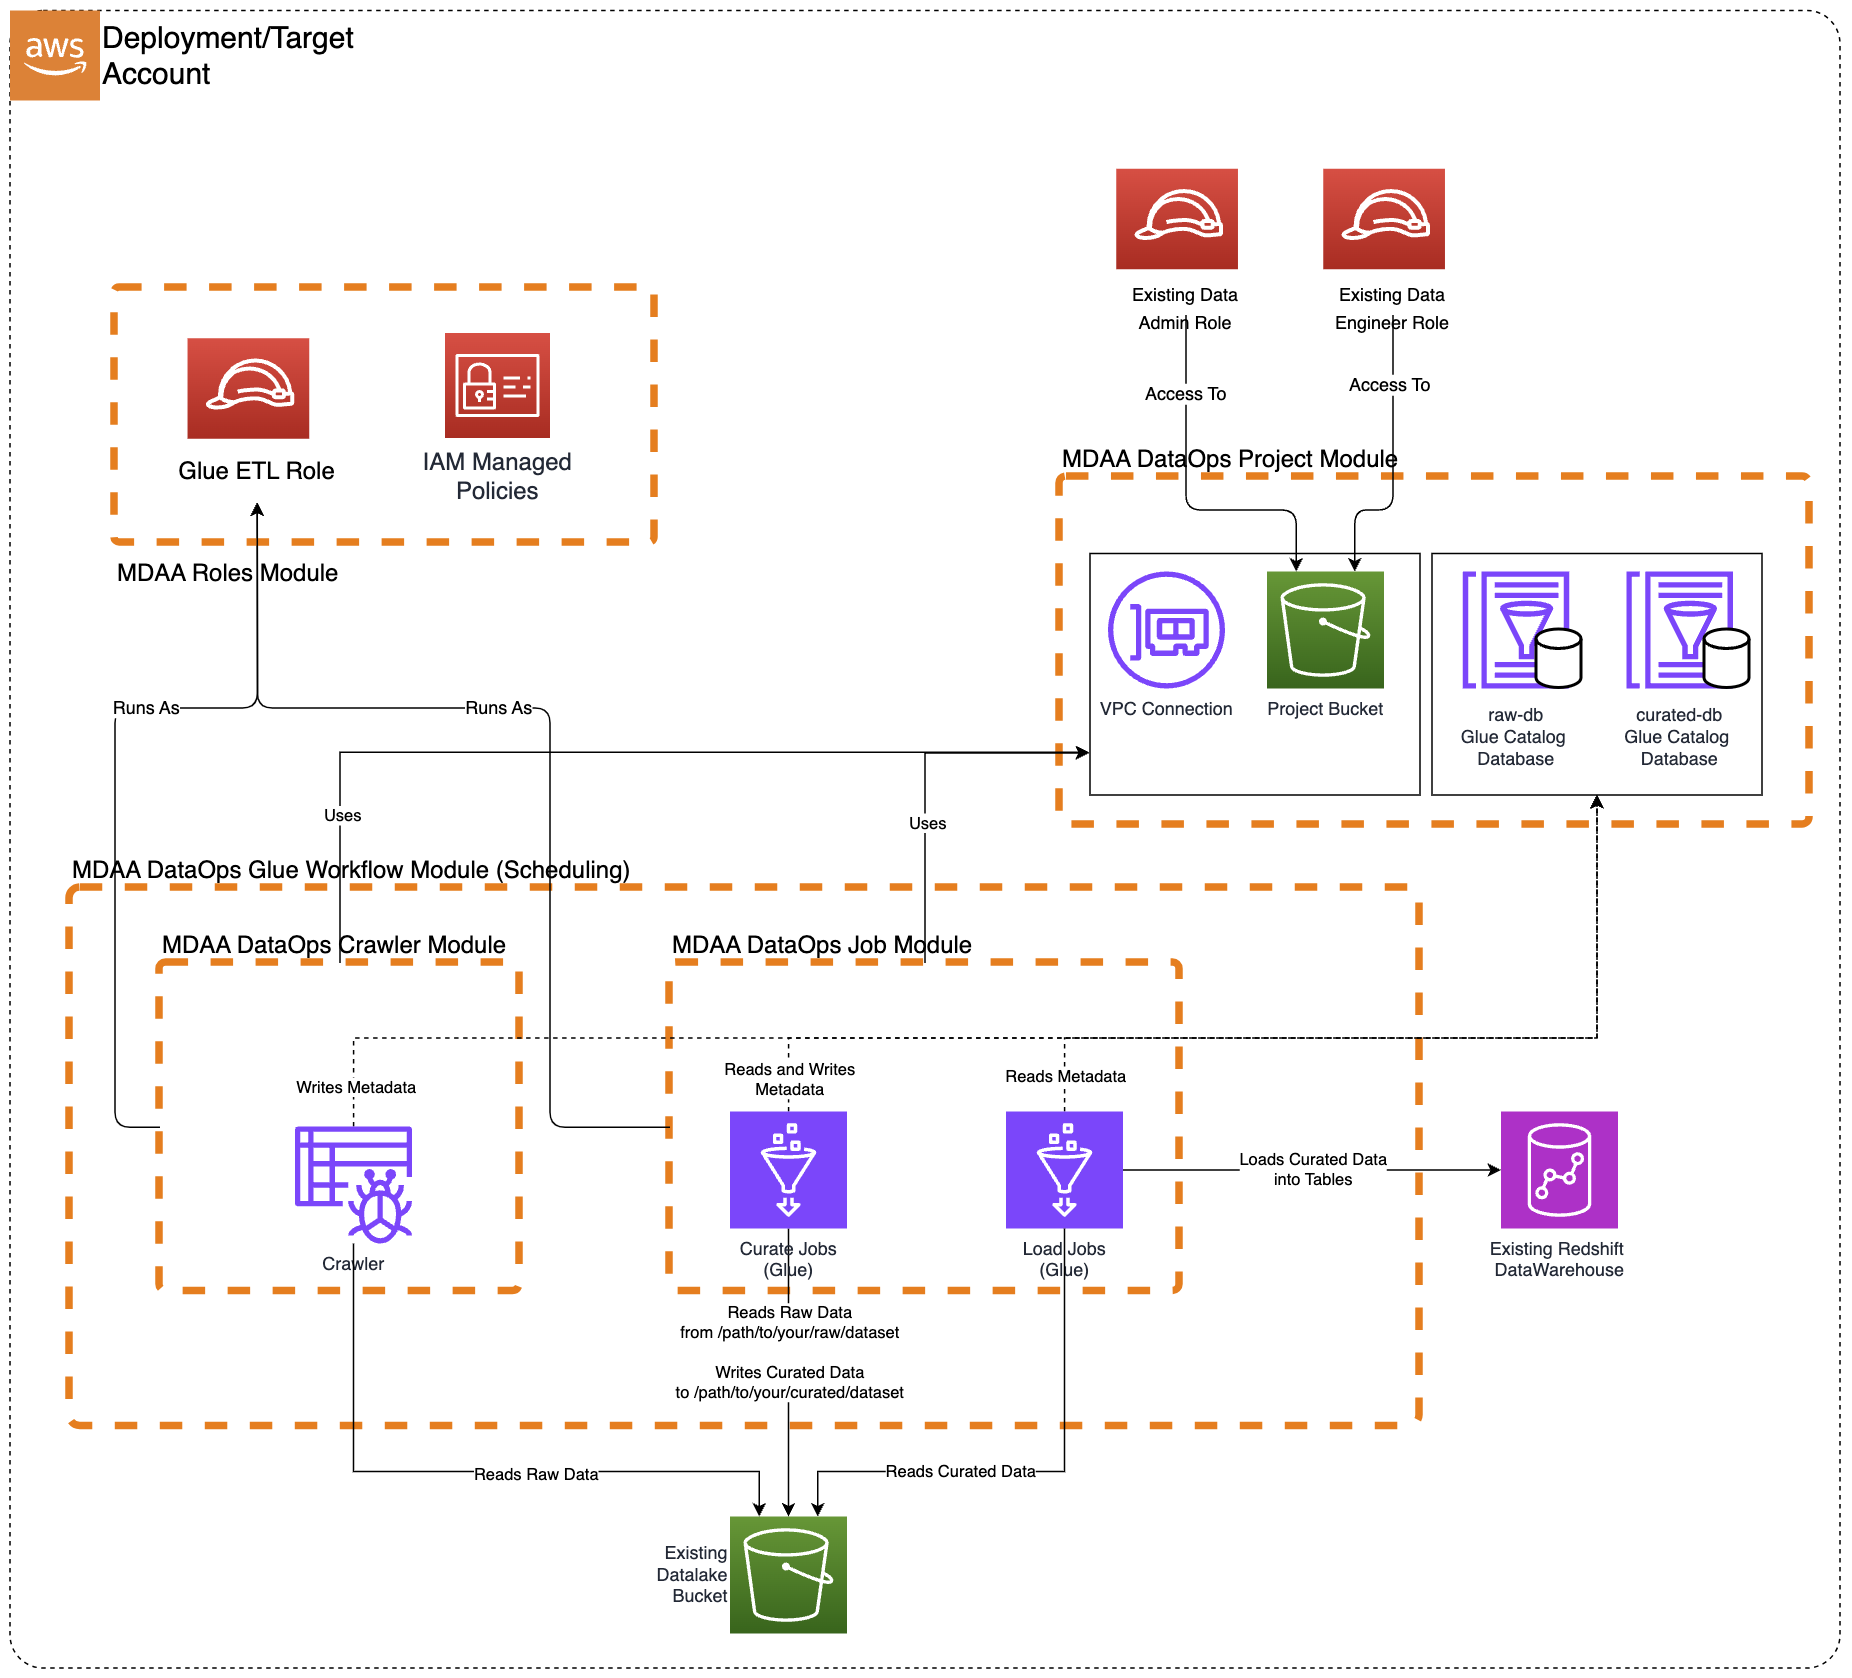 aws
Deployment/Target
Account
Existing Data
Admin Role
Existing Data
Engineer Role
Access To
Access To
Glue ETL Role
IAM Managed
Policies
MDAA Roles Module
MDAA DataOps Project Module
VPC Connection
Project Bucket
raw-db
Glue Catalog
Database
curated-db
Glue Catalog
Database
Runs As
Runs As
Uses
Uses
MDAA DataOps Glue Workflow Module (Scheduling)
MDAA DataOps Crawler Module
MDAA DataOps Job Module
Writes Metadata
Reads and Writes
Metadata
Reads Metadata
Crawler
Curate Jobs
(Glue)
Load Jobs
(Glue)
Loads Curated Data
into Tables
Existing Redshift
DataWarehouse
Reads Raw Data
from /path/to/your/raw/dataset
Writes Curated Data
to /path/to/your/curated/dataset
Reads Raw Data
Reads Curated Data
Existing
Datalake
Bucket